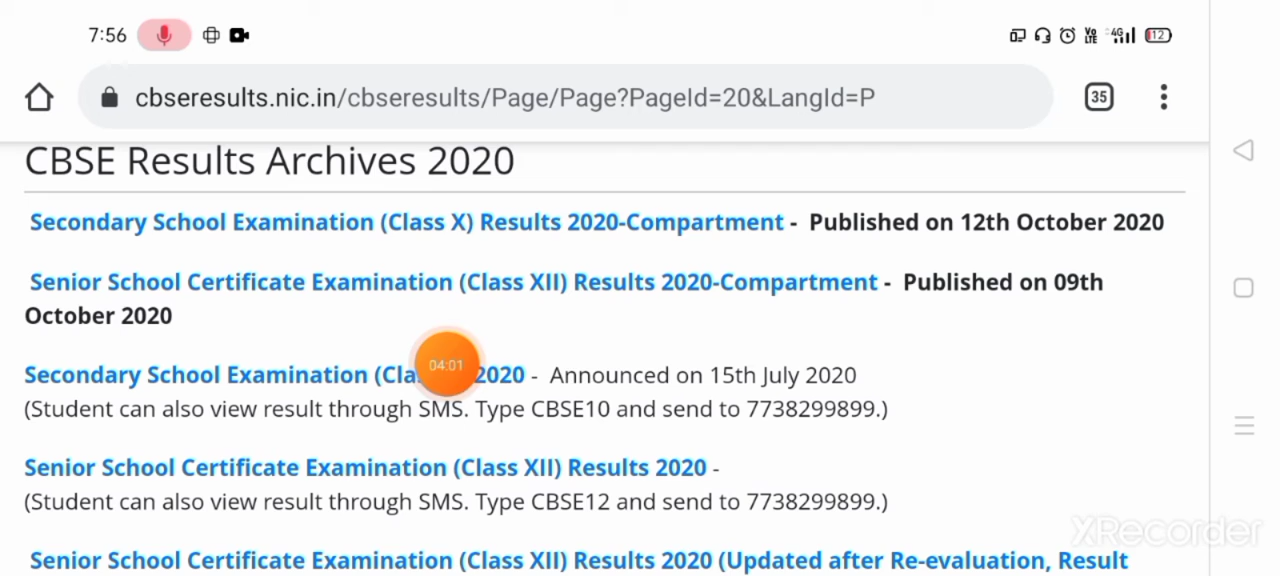 7:56
VoLTE 4G 12
cbseresults.nic.in/cbseresults/Page/Page?PageId=20&LangId=P
35
CBSE Results Archives 2020
Secondary School Examination (Class X) Results 2020-Compartment - Published on 12th October 2020
Senior School Certificate Examination (Class XII) Results 2020-Compartment - Published on 09th
October 2020
Secondary School Examination (Cla 2020 - Announced on 15th July 2020
04:01
(Student can also view result through SMS. Type CBSE10 and send to 7738299899.)
Senior School Certificate Examination (Class XII) Results 2020 -
(Student can also view result through SMS. Type CBSE12 and send to 7738299899.)
XRecorder
Senior School Certificate Examination (Class XII) Results 2020 (Updated after Re-evaluation, Result